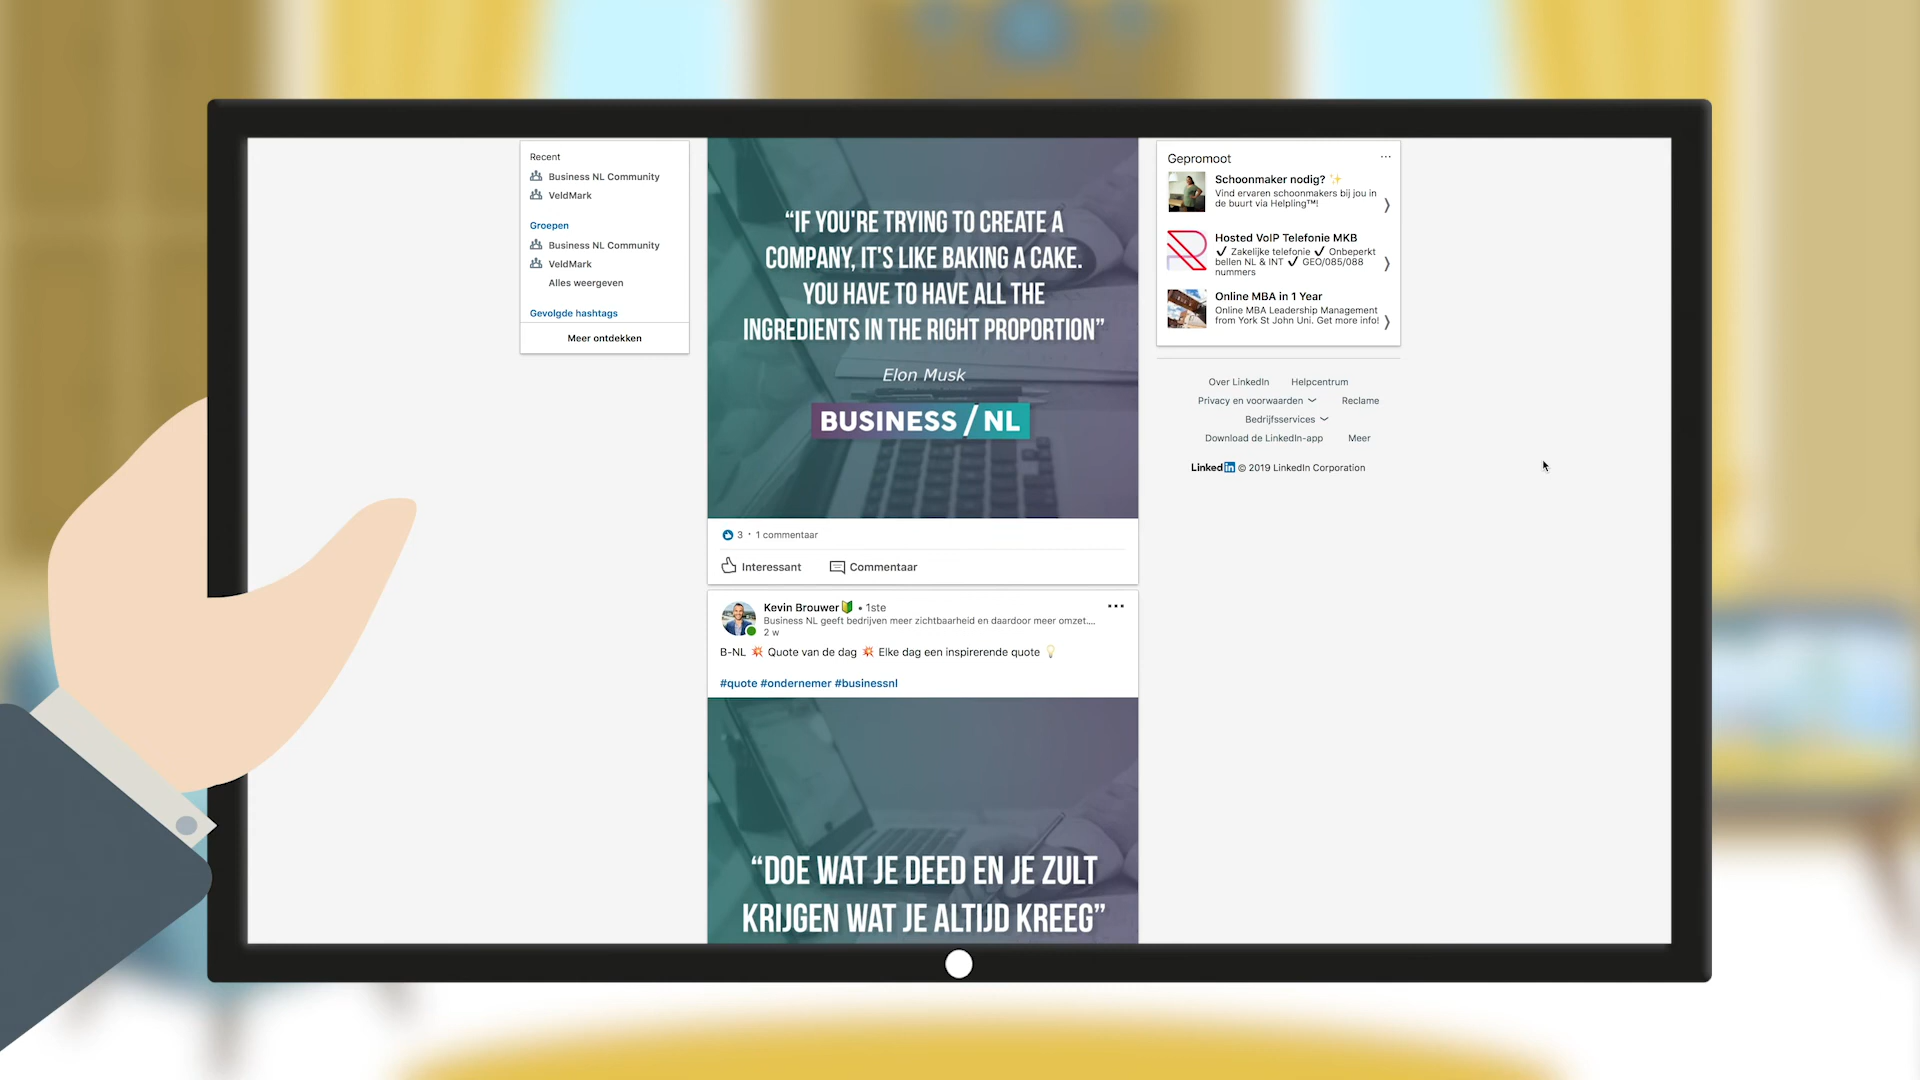 Recent
Business NL Community
VeldMark
Groepen
Business NL Community
VeldMark
Alles weergeven
Gevolgde hashtags
Meer ontdekken
“IF YOU'RE TRYING TO CREATE A
COMPANY, IT'S LIKE BAKING A CAKE.
YOU HAVE TO HAVE ALL THE
INGREDIENTS IN THE RIGHT PROPORTION”
Elon Musk
BUSINESS / NL
3 • 1 commentaar
Interessant Commentaar
Kevin Brouwer • 1ste
Business NL geeft bedrijven meer zichtbaarheid en daardoor meer omzet....
2 w
B-NL 💥 Quote van de dag 💥 Elke dag een inspirerende quote 💡
#quote #ondernemer #businessnl
“DOE WAT JE DEED EN JE ZULT
KRIJGEN WAT JE ALTIJD KREEG”
Gepromoot
Schoonmaker nodig? ✨
Vind ervaren schoonmakers bij jou in
de buurt via Helpling™!
Hosted VoIP Telefonie MKB
✔ Zakelijke telefonie ✔ Onbeperkt
bellen NL & INT ✔ GEO/085/088
nummers
Online MBA in 1 Year
Online MBA Leadership Management
from York St John Uni. Get more info!
Over LinkedIn Helpcentrum
Privacy en voorwaarden Reclame
Bedrijfsservices
Download de LinkedIn-app Meer
LinkedIn © 2019 LinkedIn Corporation